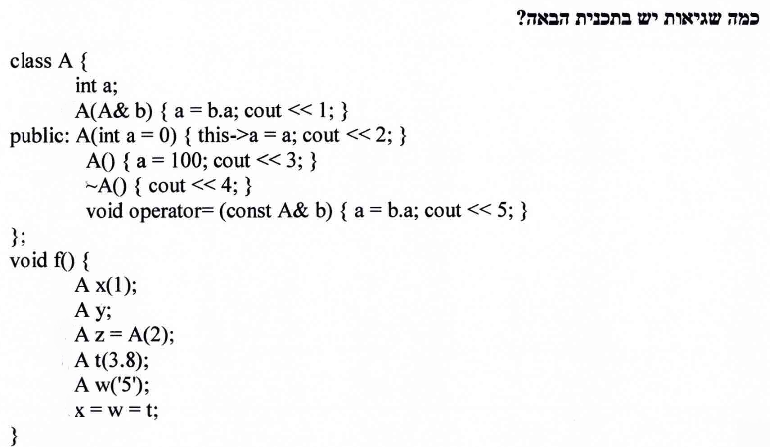 כמה שגיאות יש בתכנית הבאה?
class A {
int a;
A(A& b) { a = b.a; cout << 1; }
public: A(int a = 0) { this->a = a; cout << 2; }
A() { a = 100; cout << 3; }
~A() { cout << 4; }
void operator= (const A& b) { a = b.a; cout << 5; }
};
void f() {
A x(1);
A y;
A z = A(2);
A t(3.8);
A w('5');
x = w = t;
}